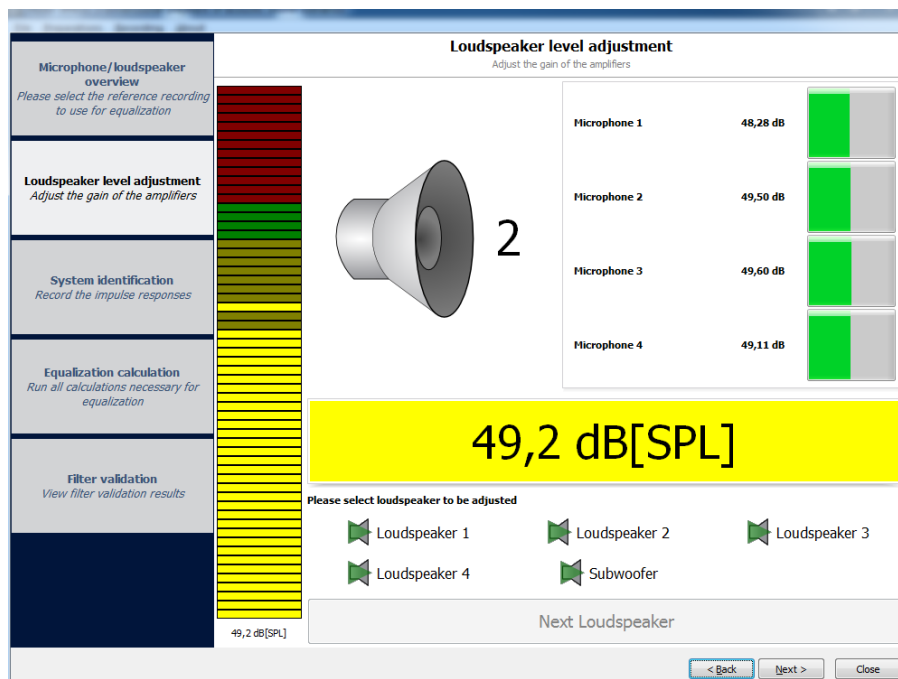 Loudspeaker level adjustment
Adjust the gain of the amplifiers
Microphone/loudspeaker
overview
Please select the reference recording
to use for equalization
Loudspeaker level adjustment
Adjust the gain of the amplifiers
System identification
Record the impulse responses
Equalization calculation
Run all calculations necessary for
equalization
Filter validation
View filter validation results
49,2 dB[SPL]
2
Microphone 1 48,28 dB
Microphone 2 49,50 dB
Microphone 3 49,60 dB
Microphone 4 49,11 dB
49,2 dB[SPL]
Please select loudspeaker to be adjusted
Loudspeaker 1 Loudspeaker 2 Loudspeaker 3
Loudspeaker 4 Subwoofer
Next Loudspeaker
< Back Next > Close